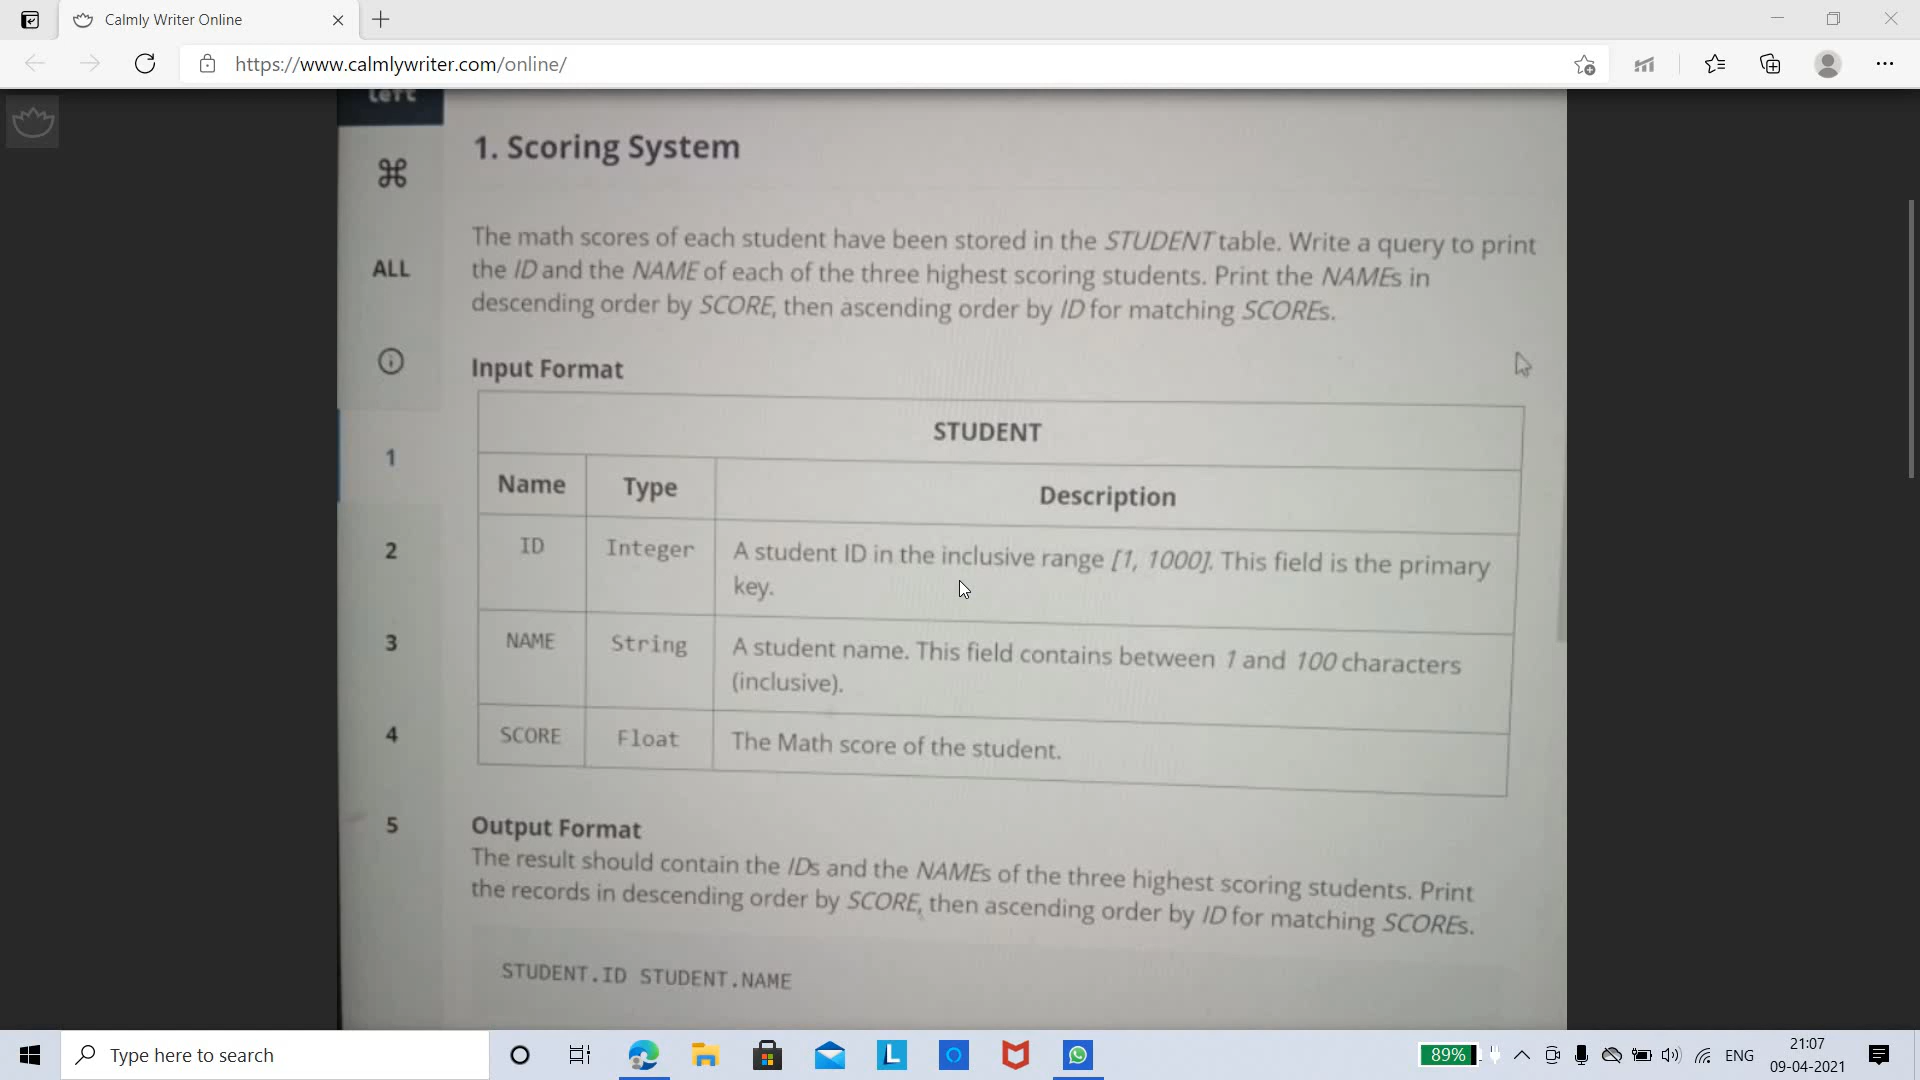 Calmly Writer Online
https://www.calmlywriter.com/online/
Left
1. Scoring System
The math scores of each student have been stored in the STUDENT table. Write a query to print
the ID and the NAME of each of the three highest scoring students. Print the NAMEs in
descending order by SCORE, then ascending order by ID for matching SCOREs.
ALL
Input Format
STUDENT
Name Type Description
ID Integer A student ID in the inclusive range [1, 1000]. This field is the primary
key.
NAME String A student name. This field contains between 1 and 100 characters
(inclusive).
SCORE Float The Math score of the student.
1
2
3
4
5
Output Format
The result should contain the IDs and the NAMEs of the three highest scoring students. Print
the records in descending order by SCORE, then ascending order by ID for matching SCOREs.
STUDENT.ID STUDENT.NAME
Type here to search
L
89%
ENG
21:07
09-04-2021